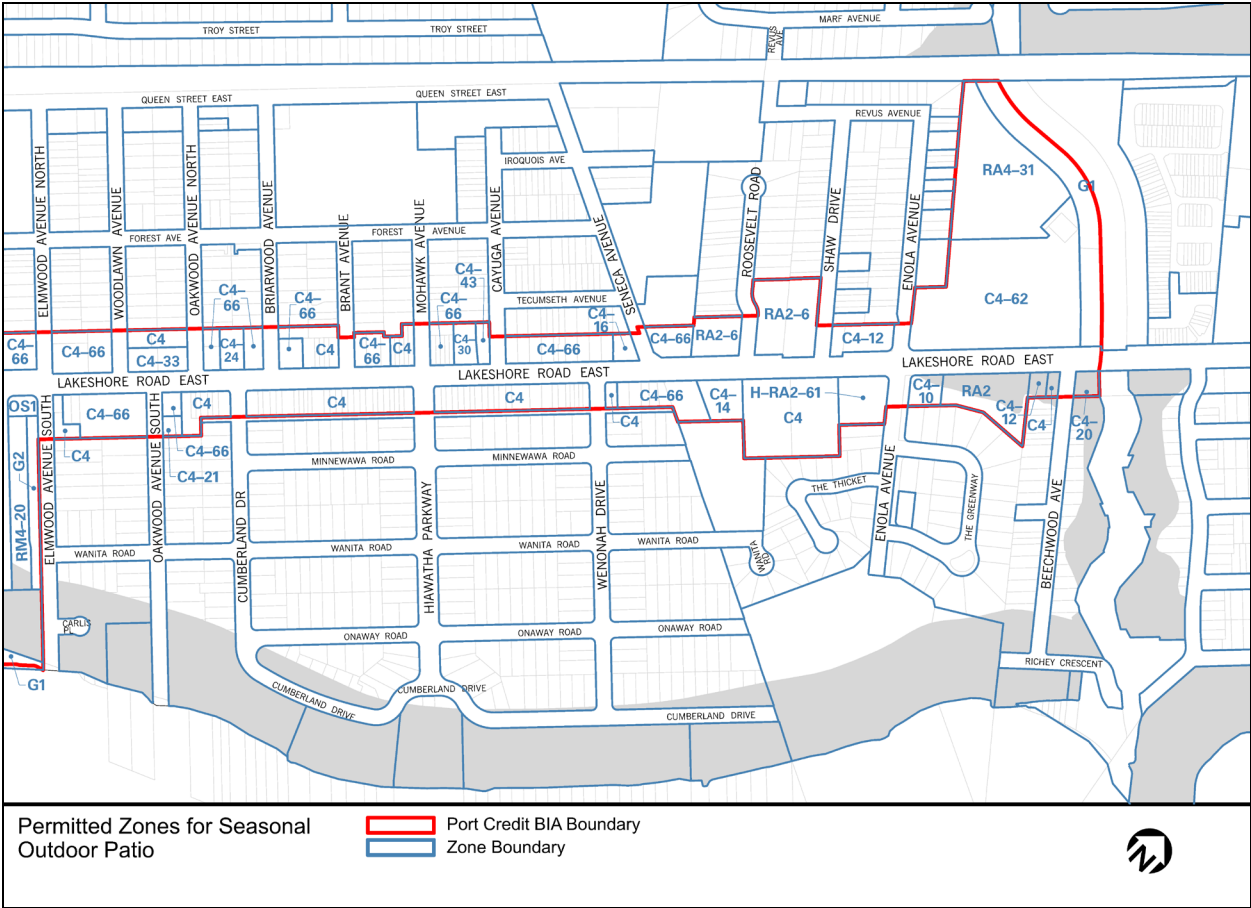 MARF AVENUE
TROY STREET
TROY STREET
REVUS
AVE
QUEEN STREET EAST
QUEEN STREET EAST
REVUS AVENUE
IROQUOIS AVE
ELMWOOD AVENUE NORTH
WOODLAWN AVENUE
OAKWOOD AVENUE NORTH
BRIARWOOD AVENUE
BRANT AVENUE
MOHAWK AVENUE
CAYUGA AVENUE
SENECA AVENUE
ROOSEVELT ROAD
SHAW DRIVE
ENOLA AVENUE
RA4–31
G1
FOREST AVE
FOREST AVENUE
TECUMSETH AVENUE
C4–
66
C4–
66
C4–
66
C4–
43
C4–
16
C4–62
RA2–6
C4–
66
C4–66
C4
C4–33
C4–
24
C4
C4–
66
C4
C4–
30
C4–66
C4–66
RA2–6
C4–12
LAKESHORE ROAD EAST
LAKESHORE ROAD EAST
LAKESHORE ROAD EAST
OS1
C4–66
C4
C4
C4–66
C4–21
C4
C4
C4
C4–66
C4–
14
H–RA2–61
C4
C4–
10
RA2
C4–
12
C4
C4–
20
G2
RM4–20
ELMWOOD AVENUE SOUTH
OAKWOOD AVENUE SOUTH
CUMBERLAND DR
HIAWATHA PARKWAY
WENONAH DRIVE
ENOLA AVENUE
BEECHWOOD AVE
MINNEWAWA ROAD
MINNEWAWA ROAD
THE THICKET
THE GREENWAY
WANITA ROAD
WANITA ROAD
WANITA ROAD
WANITA ROAD
WANITA
RD
CARLIS
PL
ONAWAY ROAD
ONAWAY ROAD
ONAWAY ROAD
RICHEY CRESCENT
G1
CUMBERLAND DRIVE
CUMBERLAND DRIVE
CUMBERLAND DRIVE
Permitted Zones for Seasonal
Outdoor Patio
Port Credit BIA Boundary
Zone Boundary
N